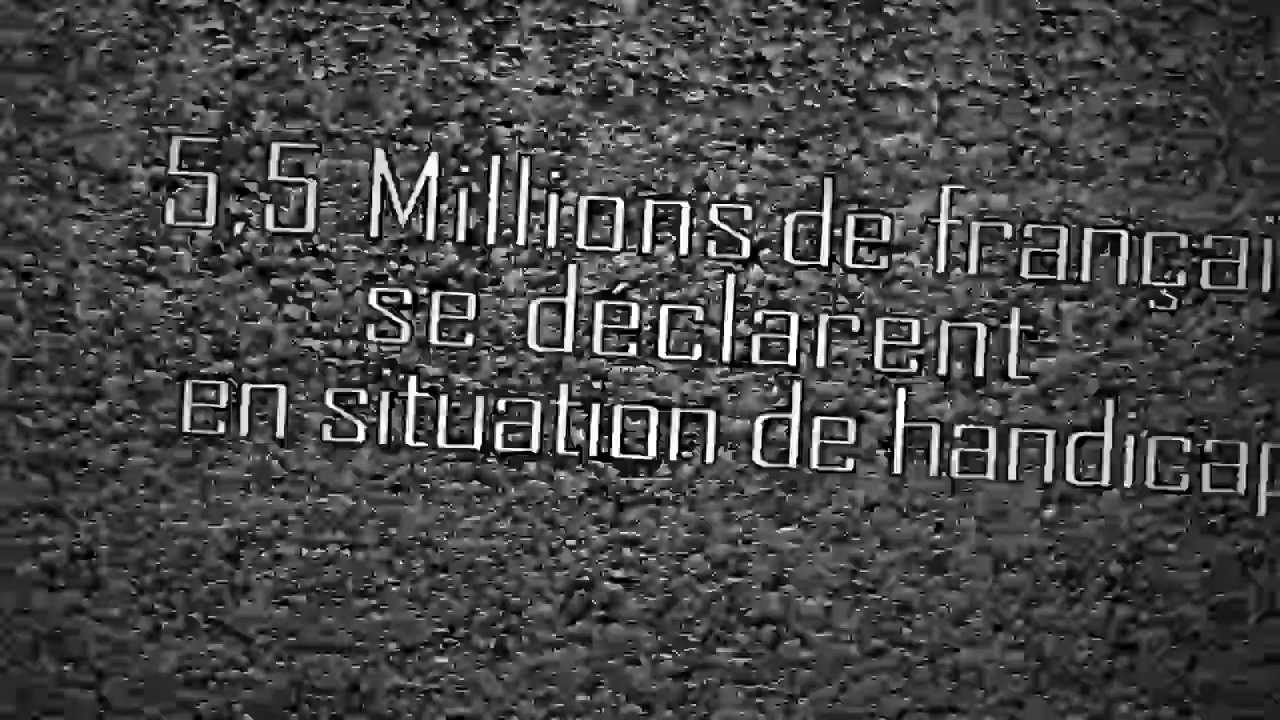 5,5 Millions de françai
se déclarent
en situation de handicap